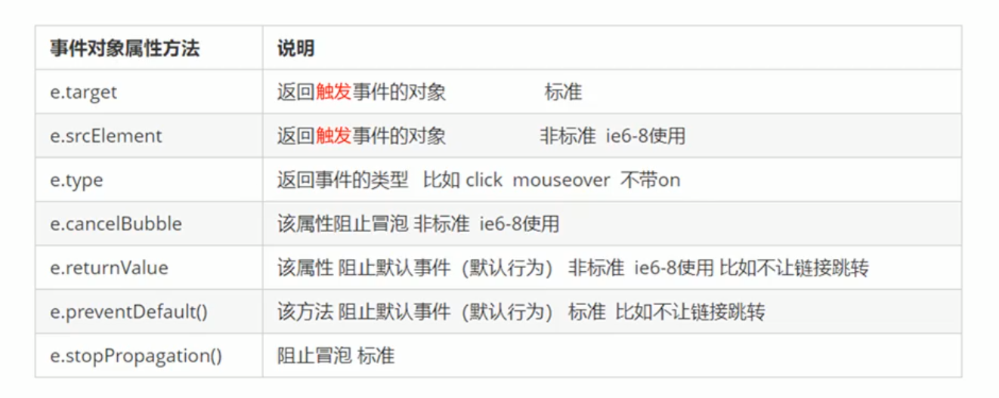 事件对象属性方法 说明
e.target 返回触发事件的对象 标准
e.srcElement 返回触发事件的对象 非标准 ie6-8使用
e.type 返回事件的类型 比如 click mouseover 不带on
e.cancelBubble 该属性阻止冒泡 非标准 ie6-8使用
e.returnValue 该属性 阻止默认事件（默认行为） 非标准 ie6-8使用 比如不让链接跳转
e.preventDefault() 该方法 阻止默认事件（默认行为） 标准 比如不让链接跳转
e.stopPropagation() 阻止冒泡 标准